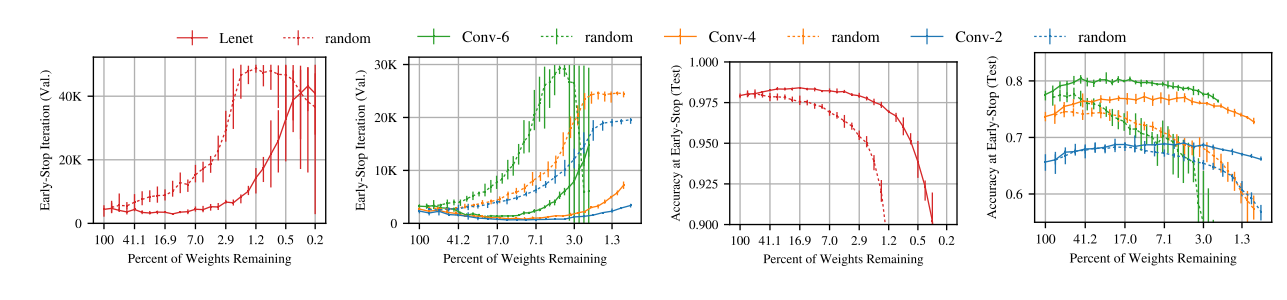 Lenet random Conv-6 random Conv-4 random Conv-2 random
Early-Stop Iteration (Val.)
40K
20K
0
100 41.1 16.9 7.0 2.9 1.2 0.5 0.2
Percent of Weights Remaining
Early-Stop Iteration (Val.)
30K
20K
10K
0
100 41.2 17.0 7.1 3.0 1.3
Percent of Weights Remaining
Accuracy at Early-Stop (Test)
1.000
0.975
0.950
0.925
0.900
100 41.1 16.9 7.0 2.9 1.2 0.5 0.2
Percent of Weights Remaining
Accuracy at Early-Stop (Test)
0.8
0.7
0.6
100 41.2 17.0 7.1 3.0 1.3
Percent of Weights Remaining